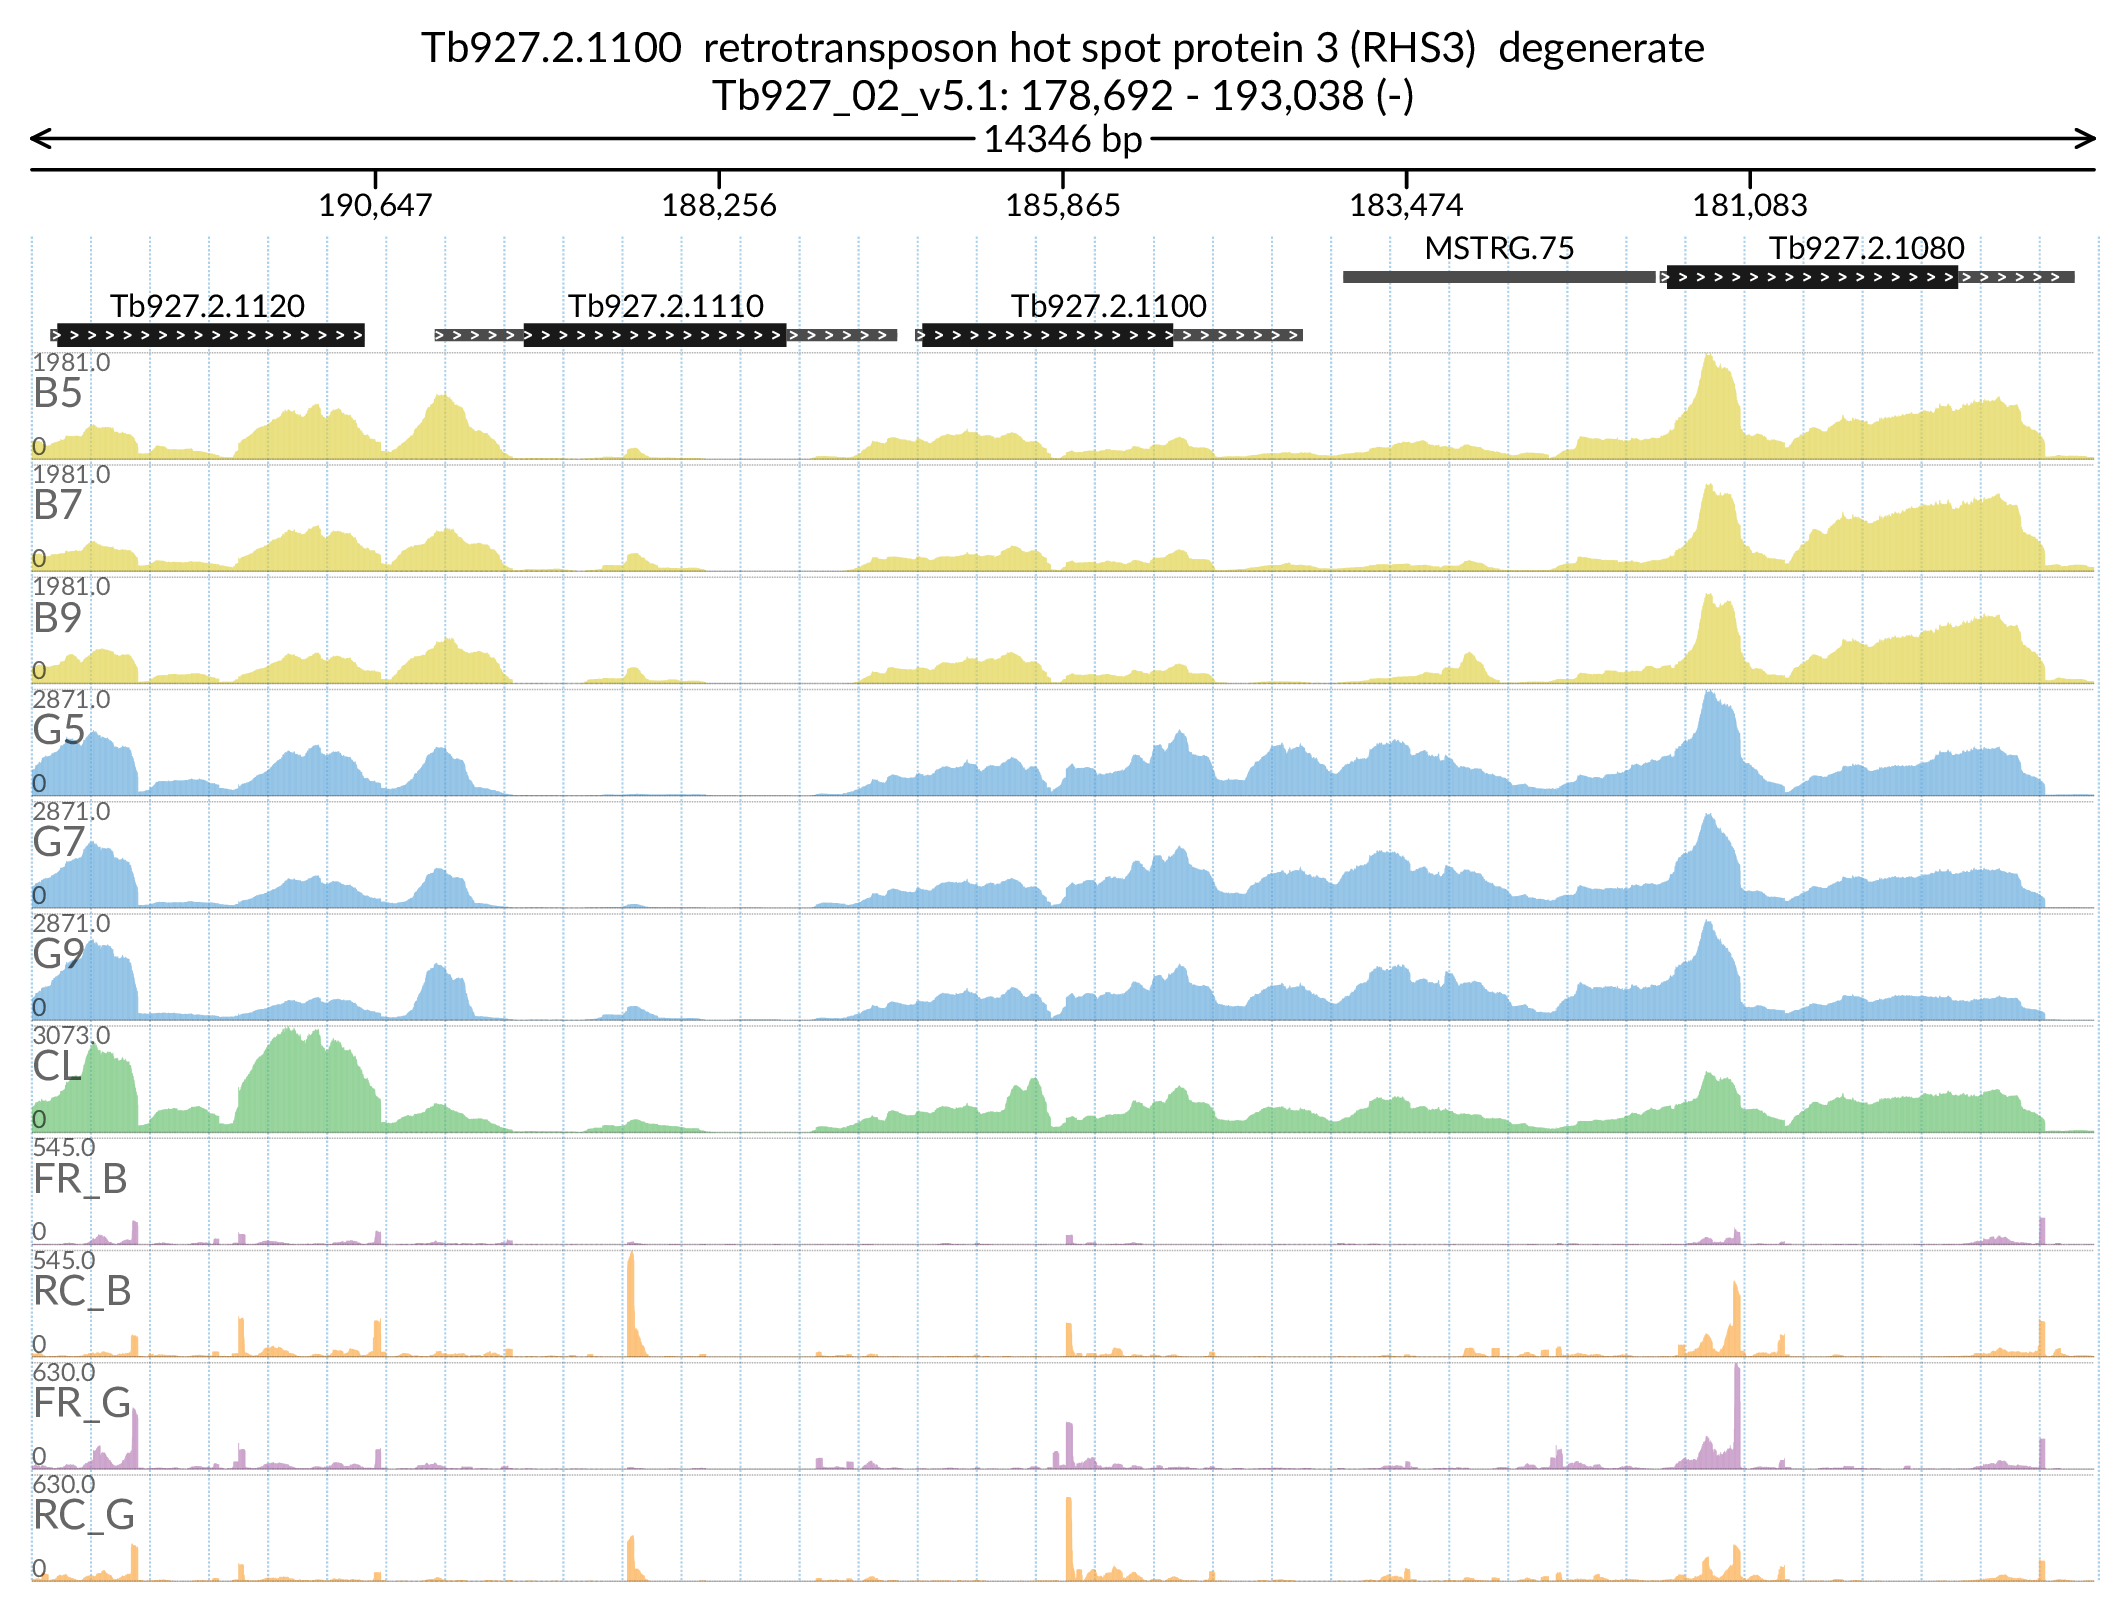 Tb927.2.1100  retrotransposon hot spot protein 3 (RHS3)  degenerate
Tb927_02_v5.1: 178,692 - 193,038 (-)
14346 bp
190,647 188,256 185,865 183,474 181,083
MSTRG.75 Tb927.2.1080
Tb927.2.1120 Tb927.2.1110 Tb927.2.1100
1981.0
B5
0
1981.0
B7
0
1981.0
B9
0
2871.0
G5
0
2871.0
G7
0
2871.0
G9
0
3073.0
CL
0
545.0
FR_B
0
545.0
RC_B
0
630.0
FR_G
0
630.0
RC_G
0